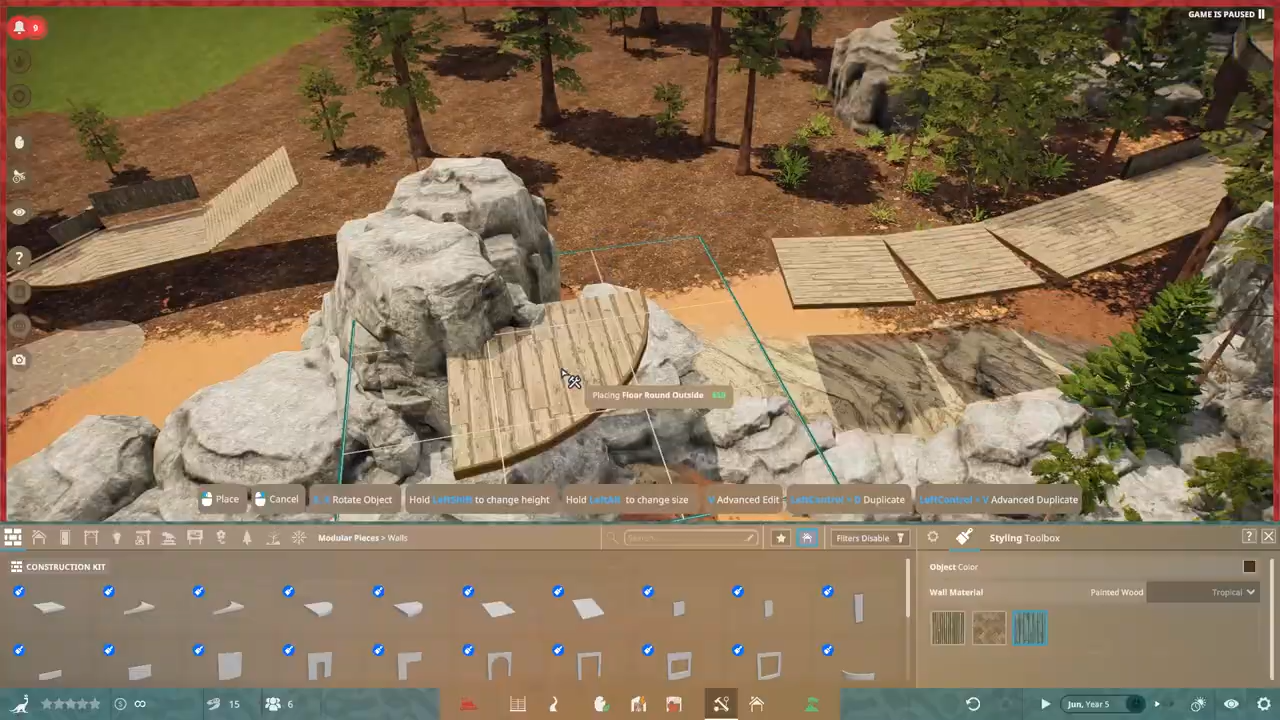 9
GAME IS PAUSED
?
Placing Floor Round Outside
Place Cancel Rotate Object Hold LeftShift to change height Hold LeftAlt to change size V Advanced Edit LeftControl + D Duplicate LeftControl + V Advanced Duplicate
Modular Pieces > Walls Search... Filters Disable Styling Toolbox ?
CONSTRUCTION KIT Object Color
Wall Material Painted Wood Tropical
∞ 15 6 Jun, Year 5